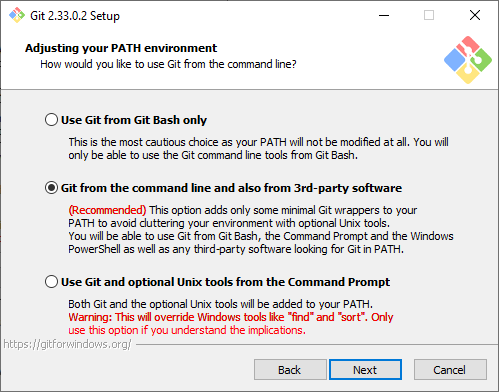 Git 2.33.0.2 Setup
Adjusting your PATH environment
How would you like to use Git from the command line?
Use Git from Git Bash only
This is the most cautious choice as your PATH will not be modified at all. You will
only be able to use the Git command line tools from Git Bash.
Git from the command line and also from 3rd-party software
(Recommended) This option adds only some minimal Git wrappers to your
PATH to avoid cluttering your environment with optional Unix tools.
You will be able to use Git from Git Bash, the Command Prompt and the Windows
PowerShell as well as any third-party software looking for Git in PATH.
Use Git and optional Unix tools from the Command Prompt
Both Git and the optional Unix tools will be added to your PATH.
Warning: This will override Windows tools like "find" and "sort". Only
use this option if you understand the implications.
https://gitforwindows.org/
Back
Next
Cancel